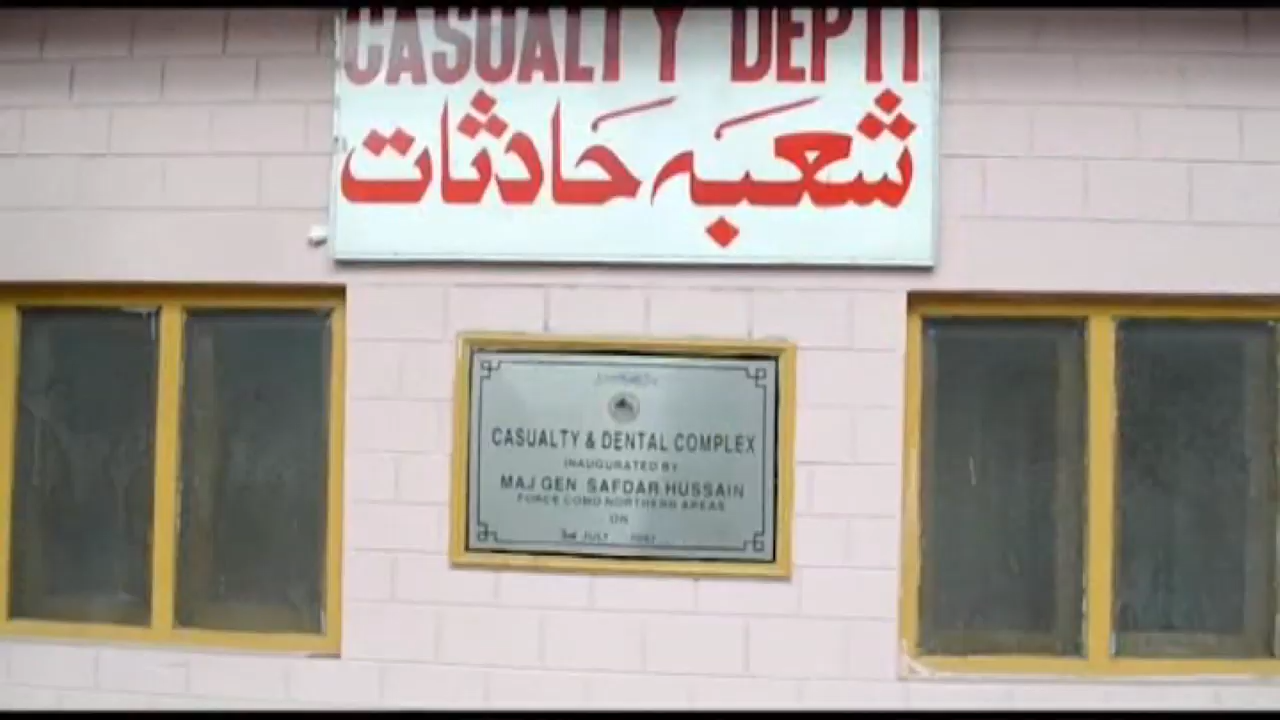 CASUALTY DEPTT
شعبہ حادثات
CASUALTY & DENTAL COMPLEX
INAUGURATED BY
MAJ GEN SAFDAR HUSSAIN
FORCE COMD NORTHERN AREAS
ON
3rd JULY